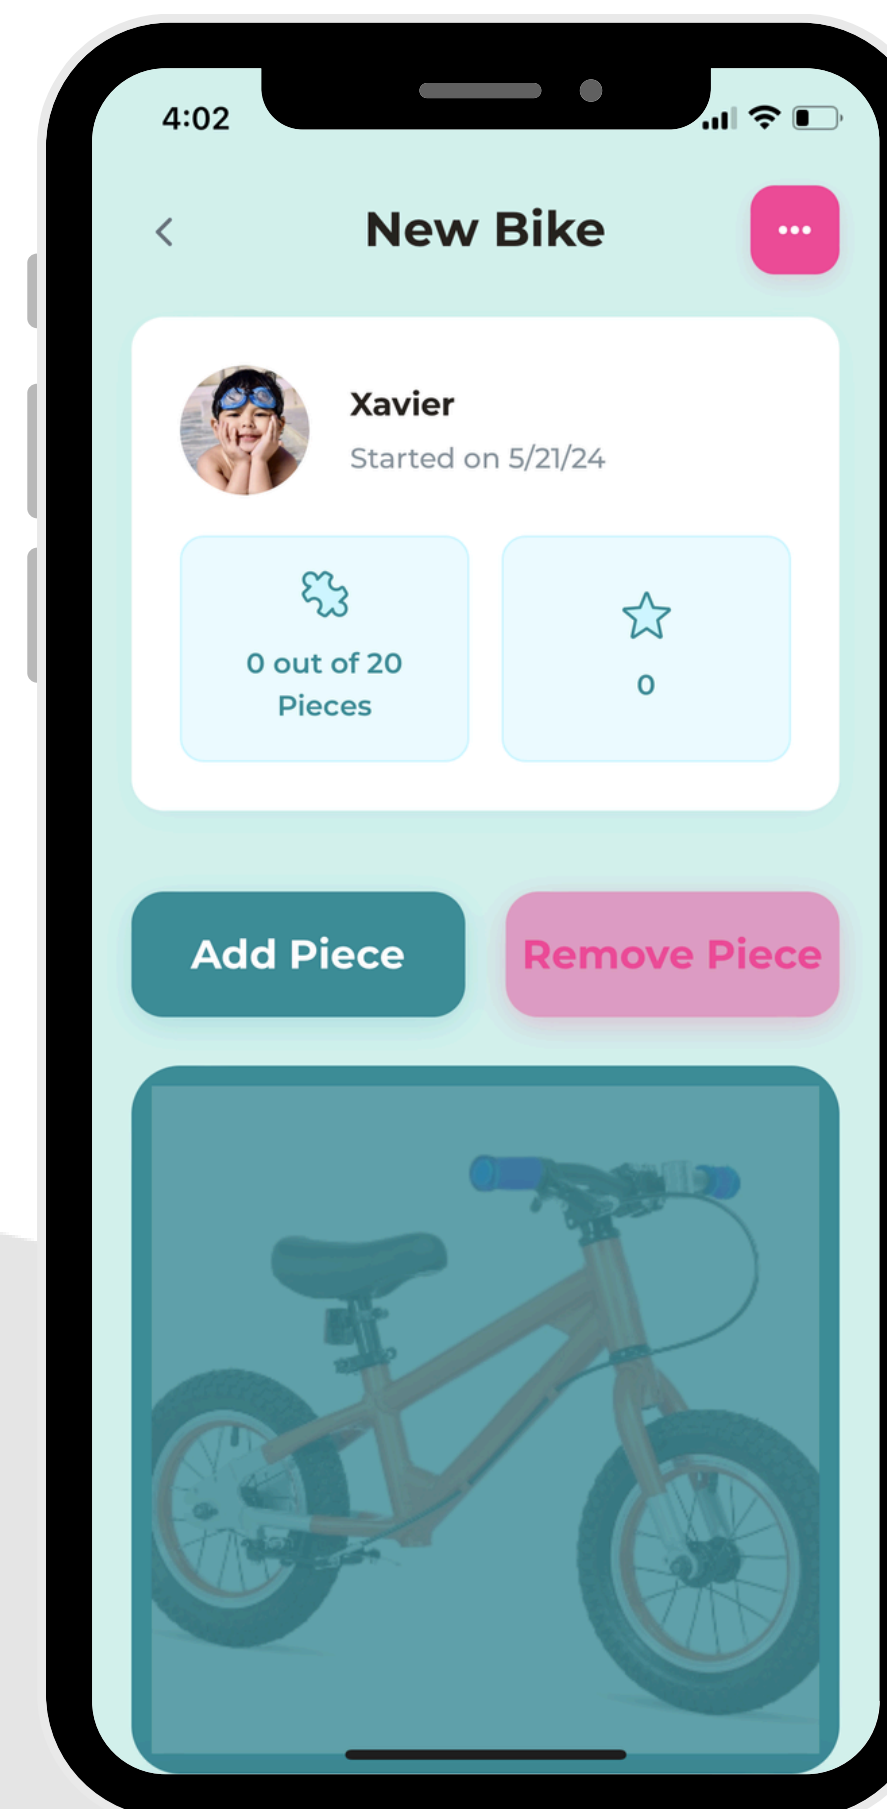 4:02
New Bike
Xavier
Started on 5/21/24
0 out of 20
Pieces
0
Add Piece
Remove Piece